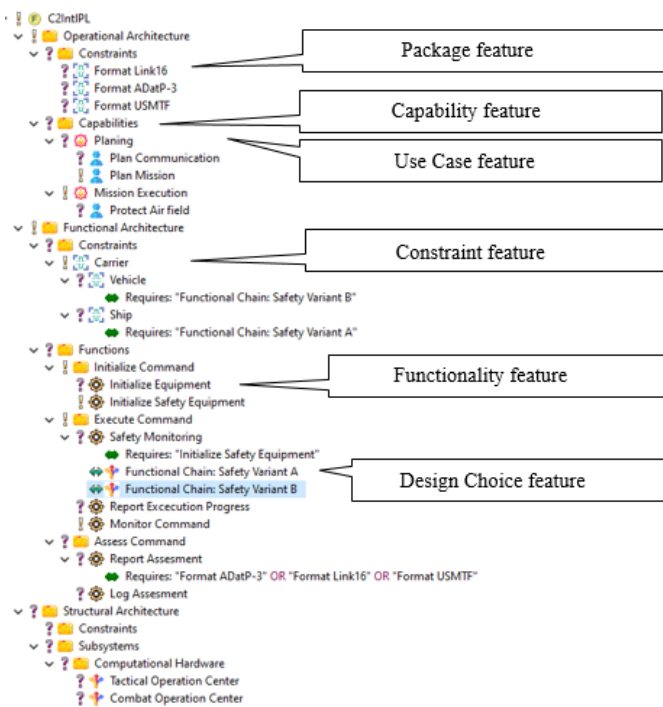 C2IntIPL
Operational Architecture
Constraints
Package feature
Format Link16
Format ADatP-3
Format USMTF
Capability feature
Capabilities
Planing
Use Case feature
Plan Communication
Plan Mission
Mission Execution
Protect Air field
Functional Architecture
Constraints
Constraint feature
Carrier
Vehicle
Requires: "Functional Chain: Safety Variant B"
Ship
Requires: "Functional Chain: Safety Variant A"
Functions
Initialize Command
Functionality feature
Initialize Equipment
Initialize Safety Equipment
Execute Command
Safety Monitoring
Requires: "Initialize Safety Equipment"
Functional Chain: Safety Variant A
Design Choice feature
Functional Chain: Safety Variant B
Report Excecution Progress
Monitor Command
Assess Command
Report Assesment
Requires: "Format ADatP-3" OR "Format Link16" OR "Format USMTF"
Log Assesment
Structural Architecture
Constraints
Subsystems
Computational Hardware
Tactical Operation Center
Combat Operation Center